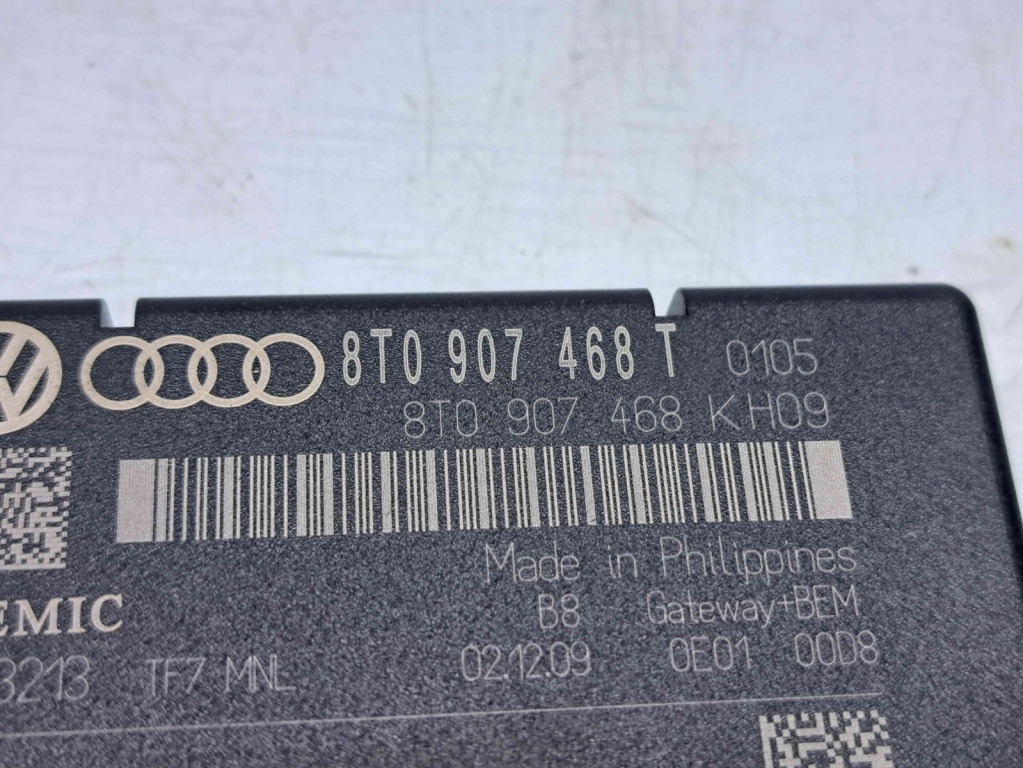 8T0 907 468 T 0105
8T0 907 468 KH09
Made in Philippines
B8 Gateway+BEM
EMIC
3213 TF7 MNL 02.12.09 0E01 00D8